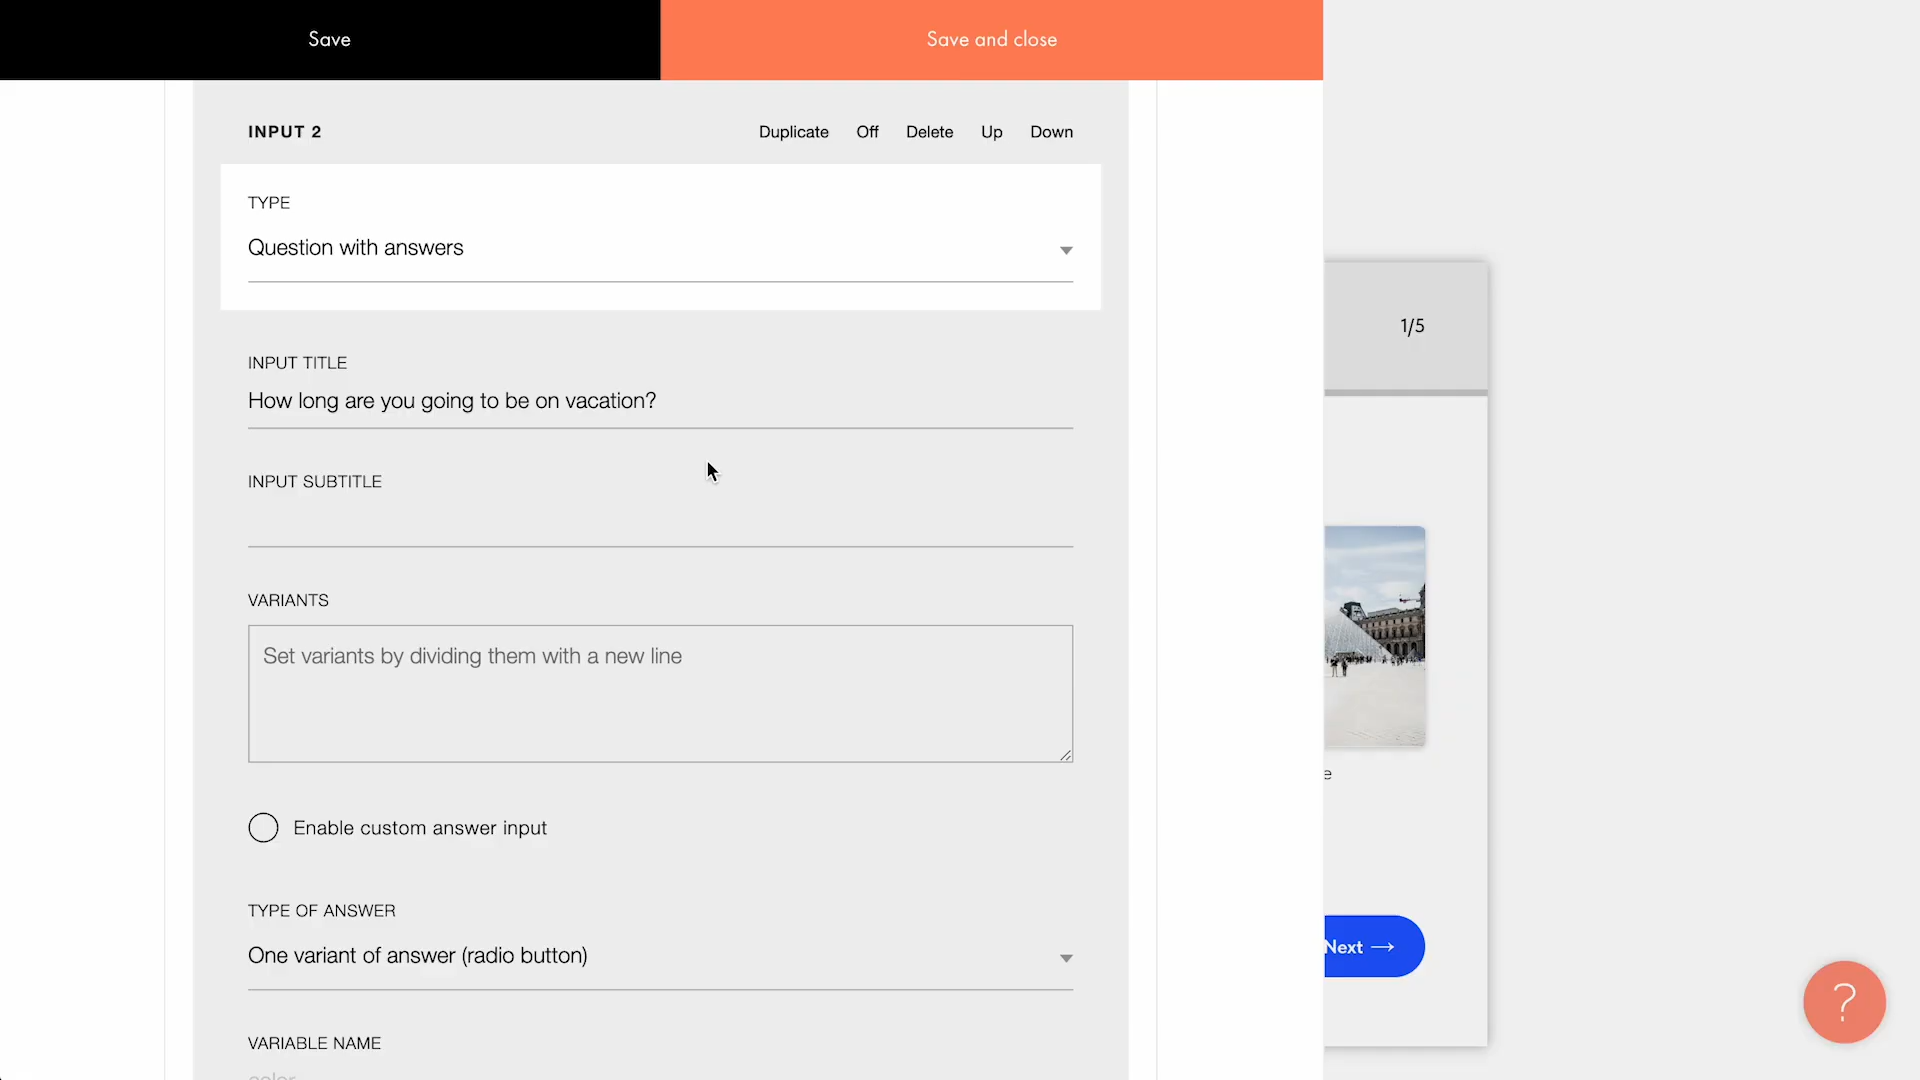 Save
Save and close
INPUT 2
Duplicate Off Delete Up Down
TYPE
Question with answers
INPUT TITLE
How long are you going to be on vacation?
INPUT SUBTITLE
VARIANTS
Set variants by dividing them with a new line
Enable custom answer input
TYPE OF ANSWER
One variant of answer (radio button)
VARIABLE NAME
color
1/5
e
Next →
?